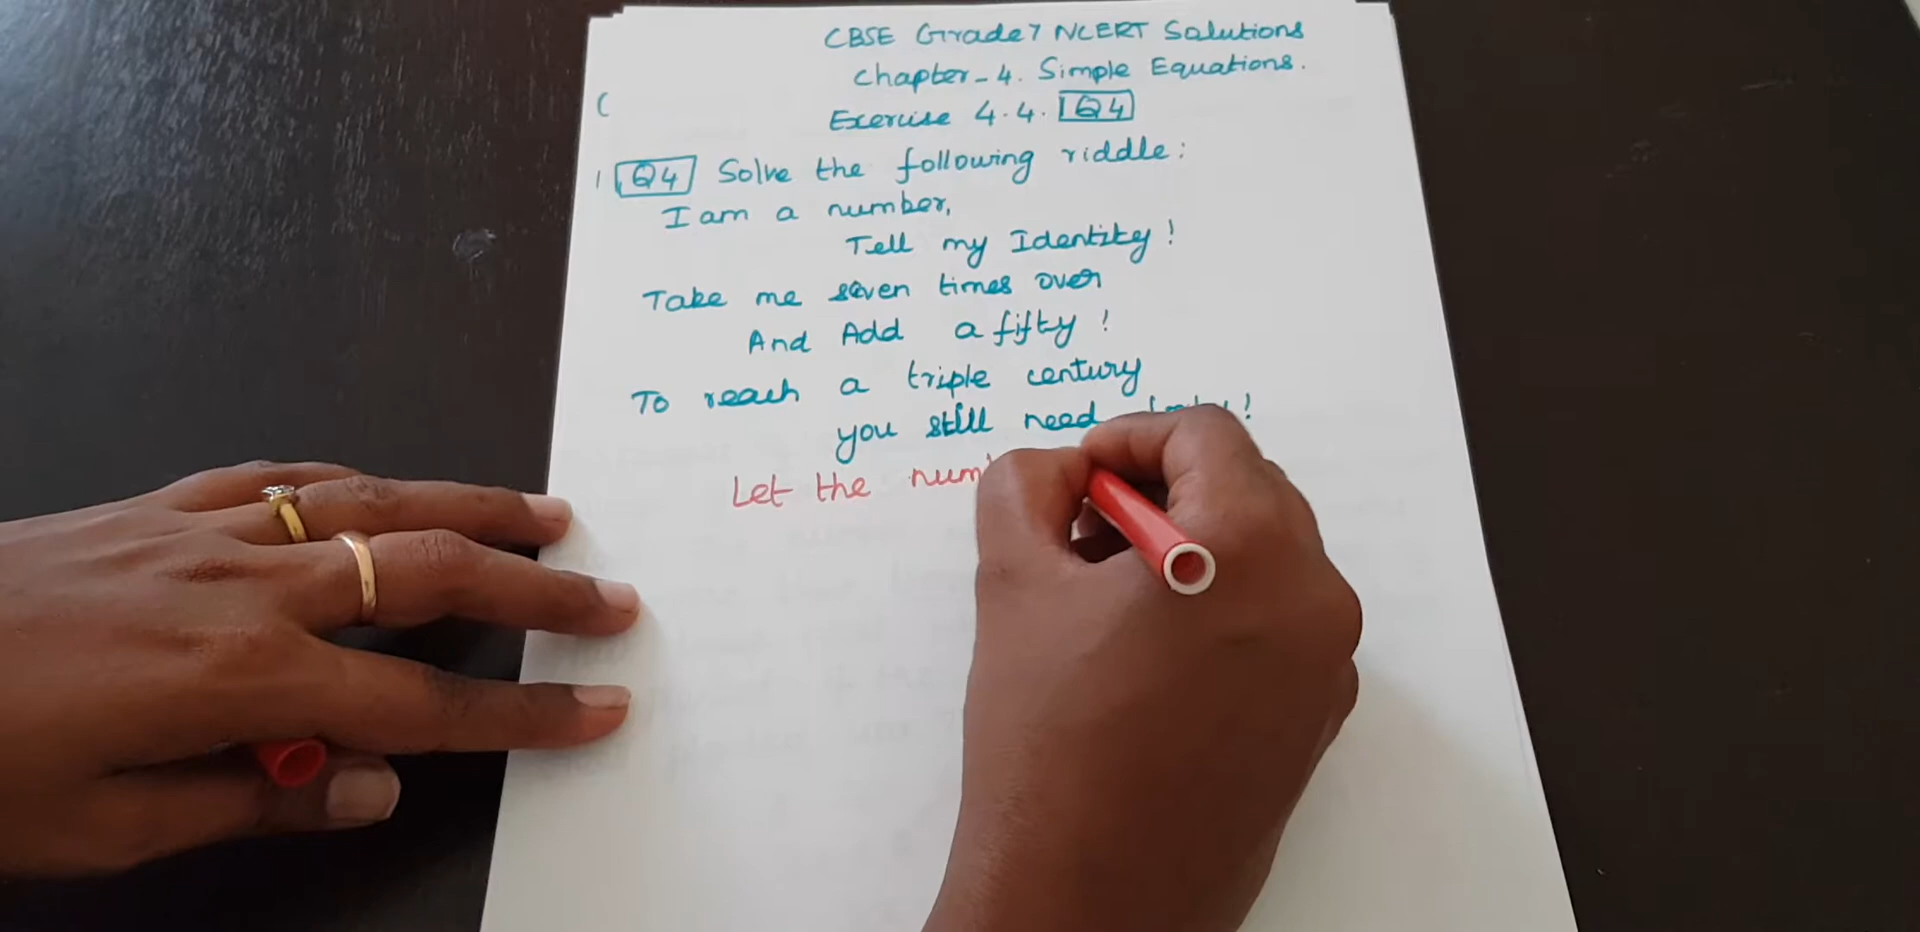 CBSE Grade 7 NCERT Solutions
Chapter-4. Simple Equations.
Exercise 4.4. Q4
Q4 Solve the following riddle:
I am a number,
Tell my Identity!
Take me seven times over
And Add a fifty!
To reach a triple century
you still need
Let the